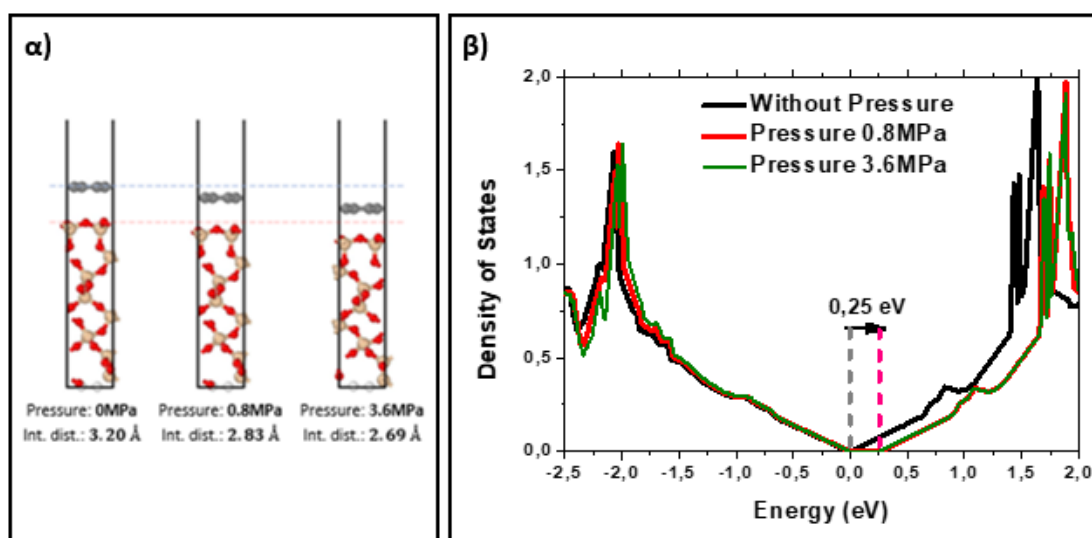 α)
Pressure: 0MPa
Int. dist.: 3.20 Å
Pressure: 0.8MPa
Int. dist.: 2.83 Å
Pressure: 3.6MPa
Int. dist.: 2.69 Å
β)
Density of States
2,0
1,5
1,0
0,5
0,0
Without Pressure
Pressure 0.8MPa
Pressure 3.6MPa
0,25 eV
-2,5 -2,0 -1,5 -1,0 -0,5 0,0 0,5 1,0 1,5 2,0
Energy (eV)